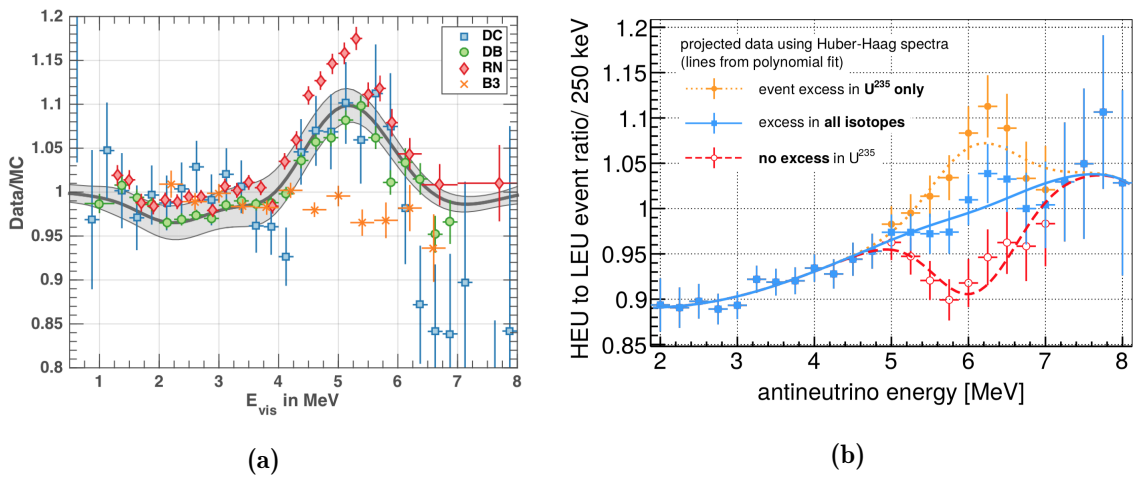 1.2
1.15
1.1
1.05
1
0.95
0.9
0.85
0.8
Data/MC
1 2 3 4 5 6 7 8
E_vis in MeV
DC
DB
RN
B3
(a)
1.2
1.15
1.1
1.05
1
0.95
0.9
0.85
HEU to LEU event ratio/ 250 keV
projected data using Huber-Haag spectra
(lines from polynomial fit)
event excess in U²³⁵ only
excess in all isotopes
no excess in U²³⁵
2 3 4 5 6 7 8
antineutrino energy [MeV]
(b)